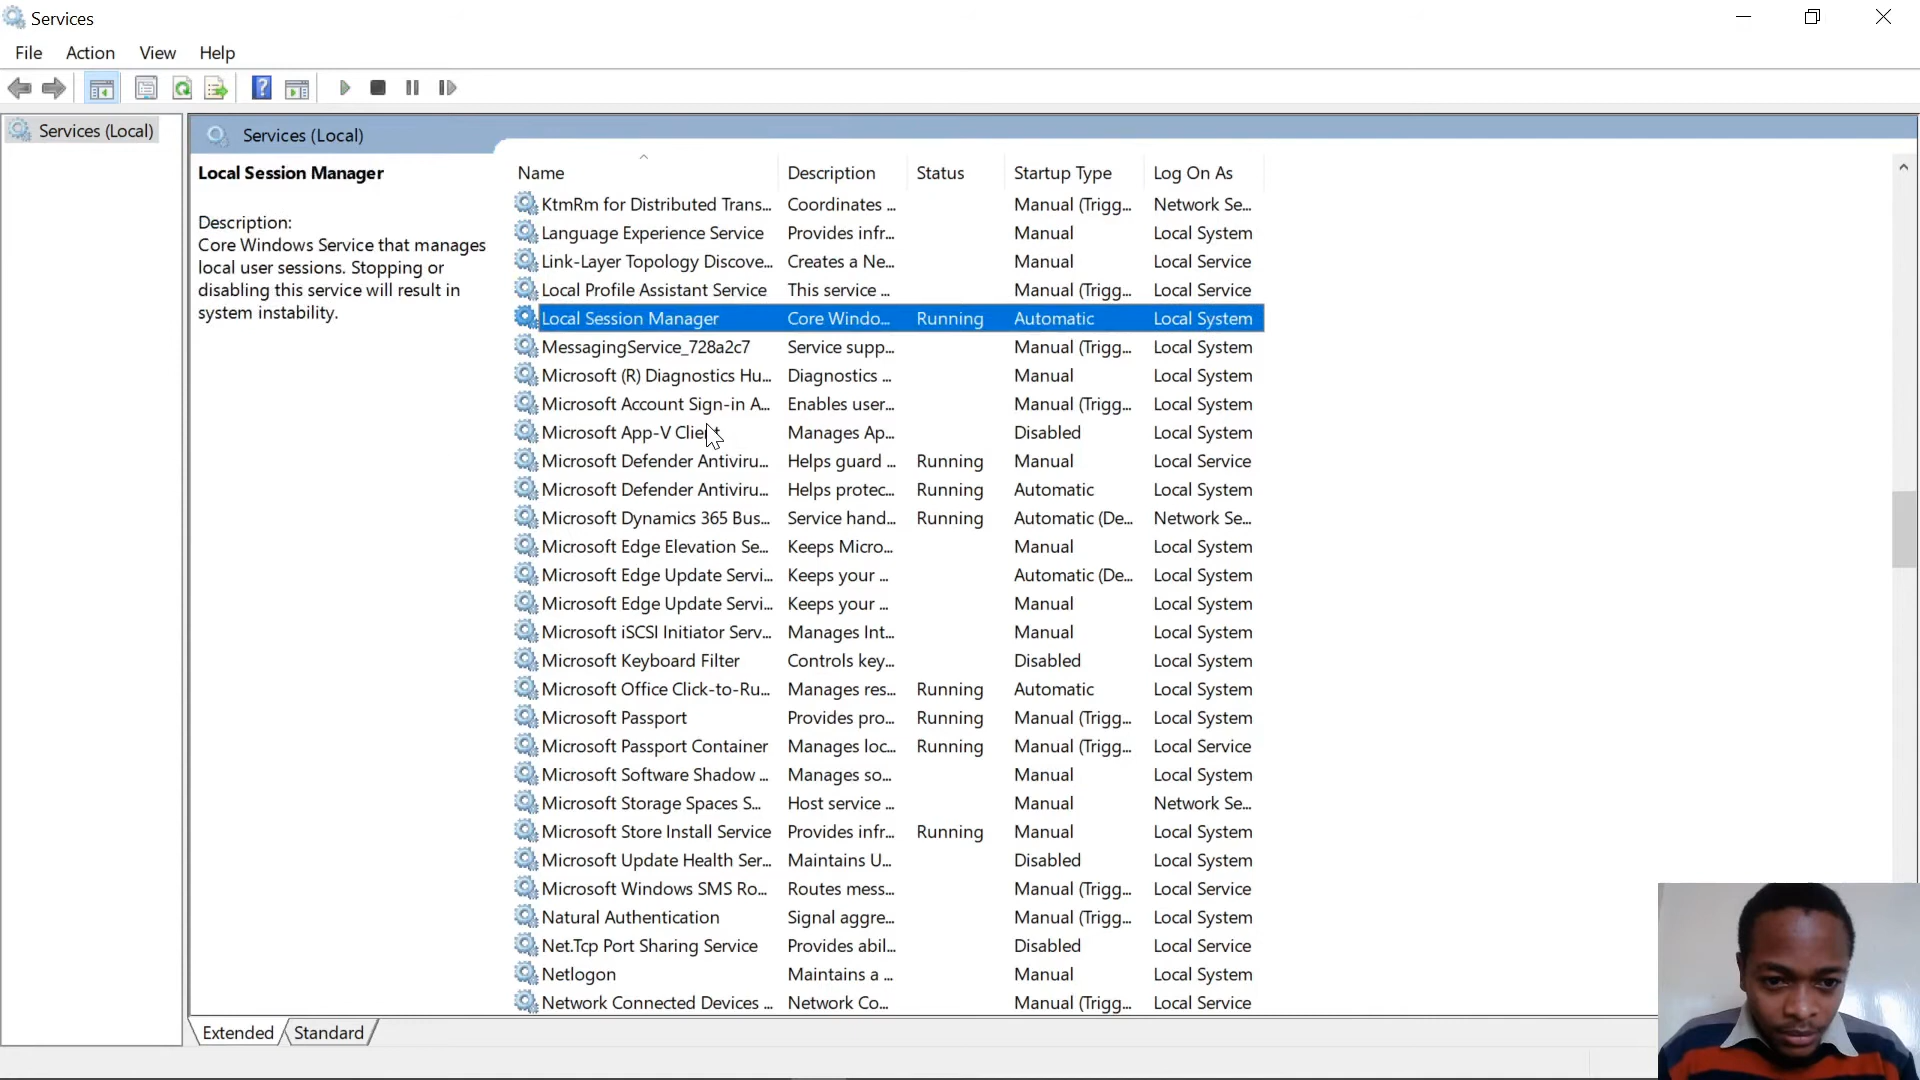 Services
File Action View Help
Services (Local)
Services (Local)
Local Session Manager
Description:
Core Windows Service that manages
local user sessions. Stopping or
disabling this service will result in
system instability.
Name Description Status Startup Type Log On As
KtmRm for Distributed Trans... Coordinates ... Manual (Trigg... Network Se...
Language Experience Service Provides infr... Manual Local System
Link-Layer Topology Discove... Creates a Ne... Manual Local Service
Local Profile Assistant Service This service ... Manual (Trigg... Local Service
Local Session Manager Core Windo... Running Automatic Local System
MessagingService_728a2c7 Service supp... Manual (Trigg... Local System
Microsoft (R) Diagnostics Hu... Diagnostics ... Manual Local System
Microsoft Account Sign-in A... Enables user... Manual (Trigg... Local System
Microsoft App-V Client Manages Ap... Disabled Local System
Microsoft Defender Antiviru... Helps guard ... Running Manual Local Service
Microsoft Defender Antiviru... Helps protec... Running Automatic Local System
Microsoft Dynamics 365 Bus... Service hand... Running Automatic (De... Network Se...
Microsoft Edge Elevation Se... Keeps Micro... Manual Local System
Microsoft Edge Update Servi... Keeps your ... Automatic (De... Local System
Microsoft Edge Update Servi... Keeps your ... Manual Local System
Microsoft iSCSI Initiator Serv... Manages Int... Manual Local System
Microsoft Keyboard Filter Controls key... Disabled Local System
Microsoft Office Click-to-Ru... Manages res... Running Automatic Local System
Microsoft Passport Provides pro... Running Manual (Trigg... Local System
Microsoft Passport Container Manages loc... Running Manual (Trigg... Local Service
Microsoft Software Shadow ... Manages so... Manual Local System
Microsoft Storage Spaces S... Host service ... Manual Network Se...
Microsoft Store Install Service Provides infr... Running Manual Local System
Microsoft Update Health Ser... Maintains U... Disabled Local System
Microsoft Windows SMS Ro... Routes mess... Manual (Trigg... Local Service
Natural Authentication Signal aggre... Manual (Trigg... Local System
Net.Tcp Port Sharing Service Provides abil... Disabled Local Service
Netlogon Maintains a ... Manual Local System
Network Connected Devices ... Network Co... Manual (Trigg... Local Service
Extended Standard